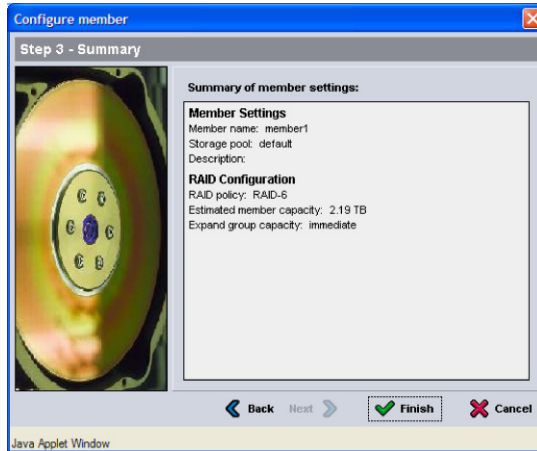 Configure member
Step 3 - Summary
Summary of member settings:
Member Settings
Member name: member1
Storage pool: default
Description:
RAID Configuration
RAID policy: RAID-6
Estimated member capacity: 2.19 TB
Expand group capacity: immediate
Back Next Finish Cancel
Java Applet Window